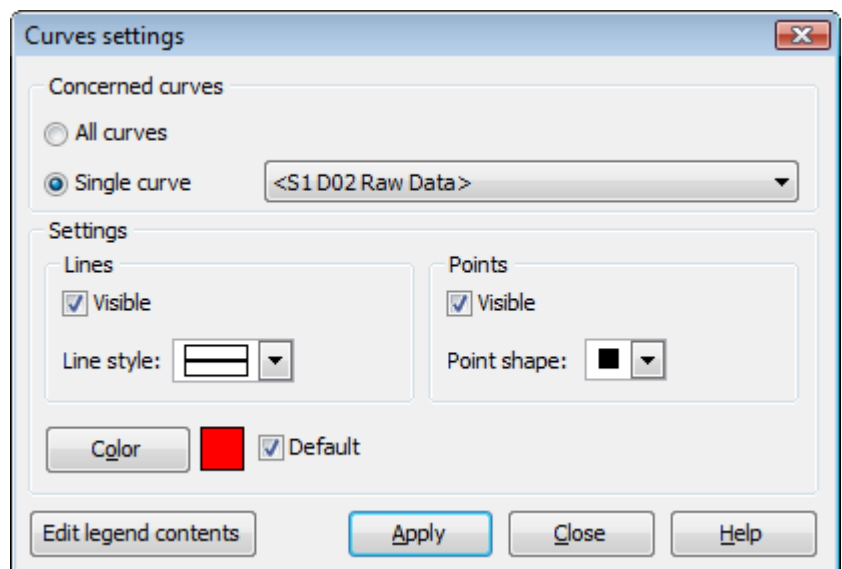 Curves settings
Concerned curves
All curves
Single curve <S1 D02 Raw Data>
Settings
Lines Points
Visible Visible
Line style: Point shape:
Color Default
Edit legend contents Apply Close Help